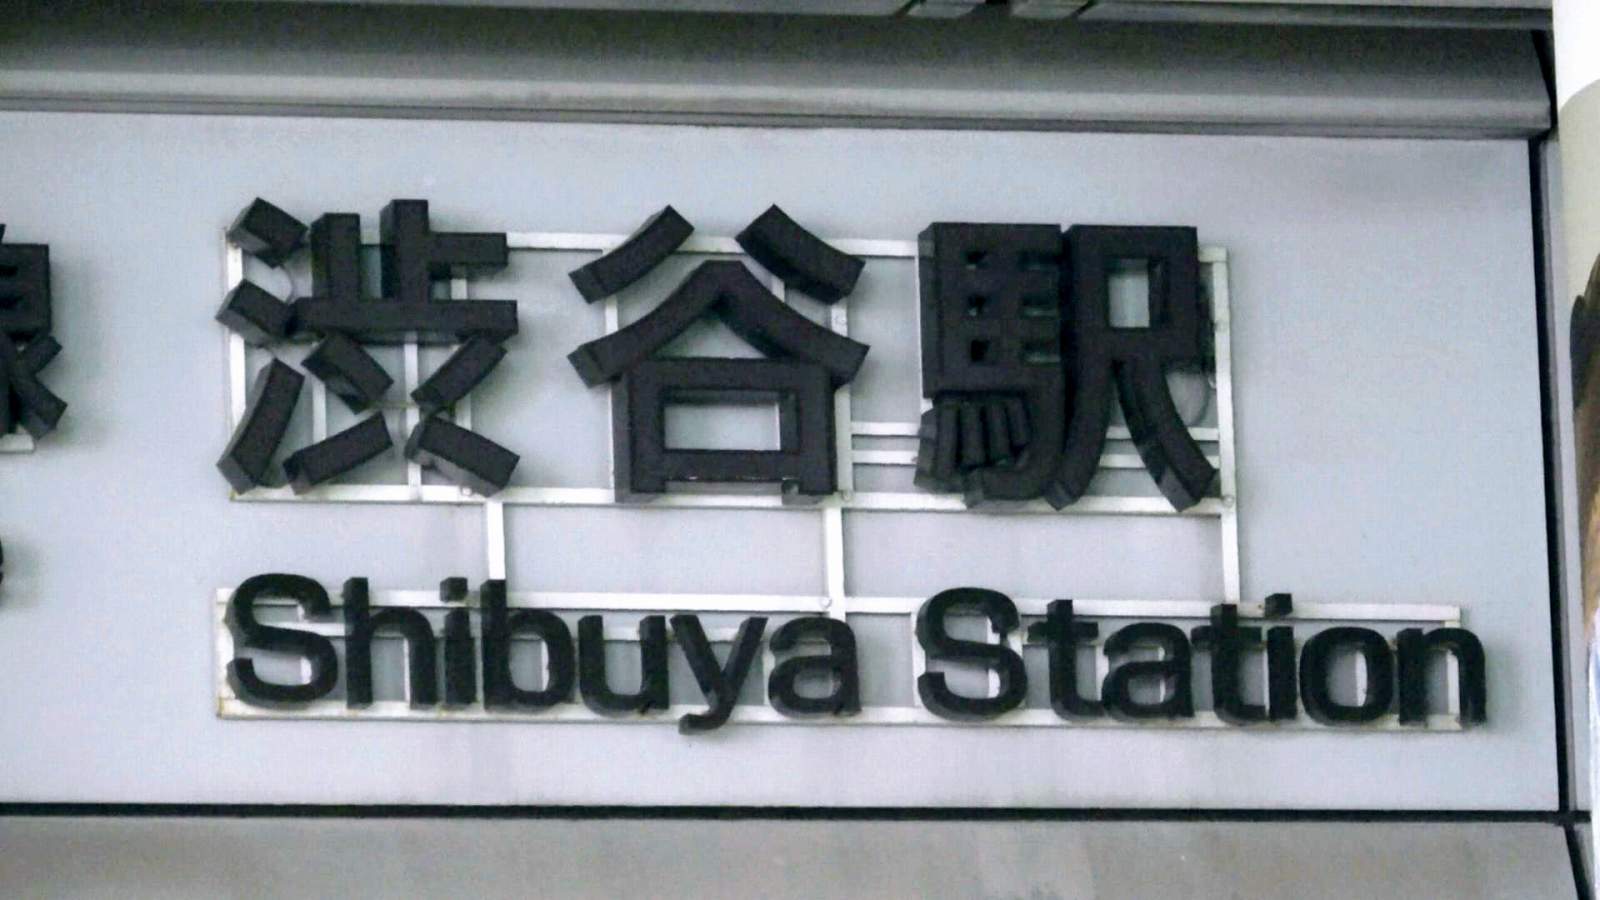 渋谷駅
Shibuya Station